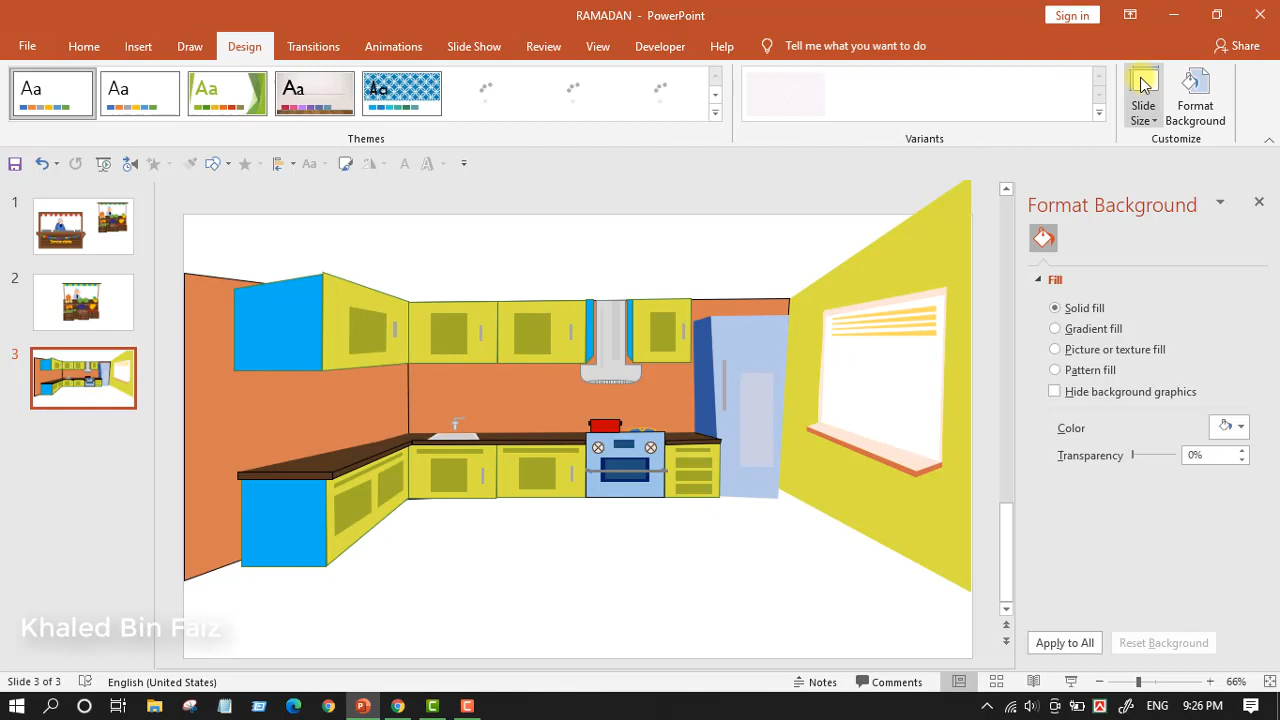 RAMADAN - PowerPoint
Sign in
File Home Insert Draw Design Transitions Animations Slide Show Review View Developer Help Tell me what you want to do Share
Aa Aa Aa Aa Aa
Slide Size
Format Background
Themes Variants Customize
Aa A A
1
2
3
Format Background
Fill
Solid fill
Gradient fill
Picture or texture fill
Pattern fill
Hide background graphics
Color
Transparency 0%
Khaled Bin Faiz
Apply to All Reset Background
Slide 3 of 3 English (United States) Notes Comments 66%
ENG 9:26 PM